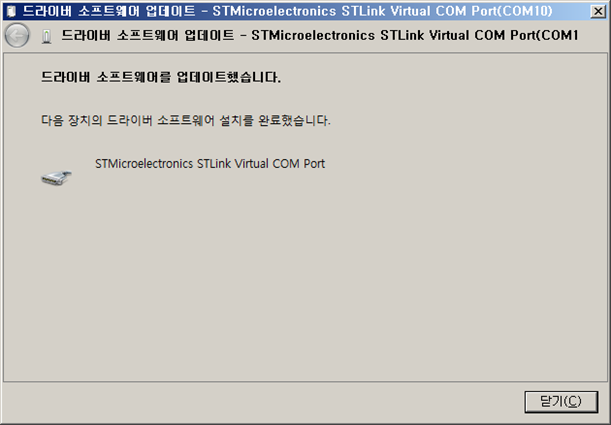 드라이버 소프트웨어 업데이트 - STMicroelectronics STLink Virtual COM Port(COM10)
드라이버 소프트웨어 업데이트 - STMicroelectronics STLink Virtual COM Port(COM1
드라이버 소프트웨어를 업데이트했습니다.
다음 장치의 드라이버 소프트웨어 설치를 완료했습니다.
STMicroelectronics STLink Virtual COM Port
닫기(C)